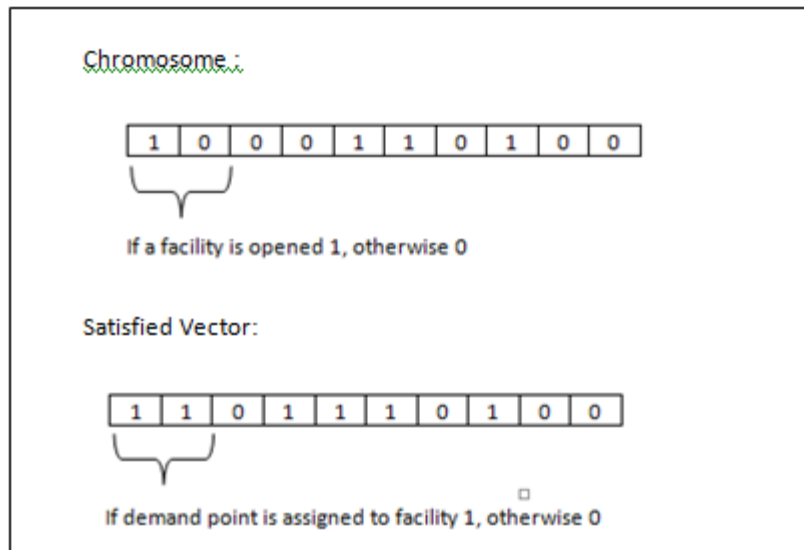 Chromosome :
1 0 0 0 1 1 0 1 0 0
If a facility is opened 1, otherwise 0
Satisfied Vector:
1 1 0 1 1 1 0 1 0 0
If demand point is assigned to facility 1, otherwise 0